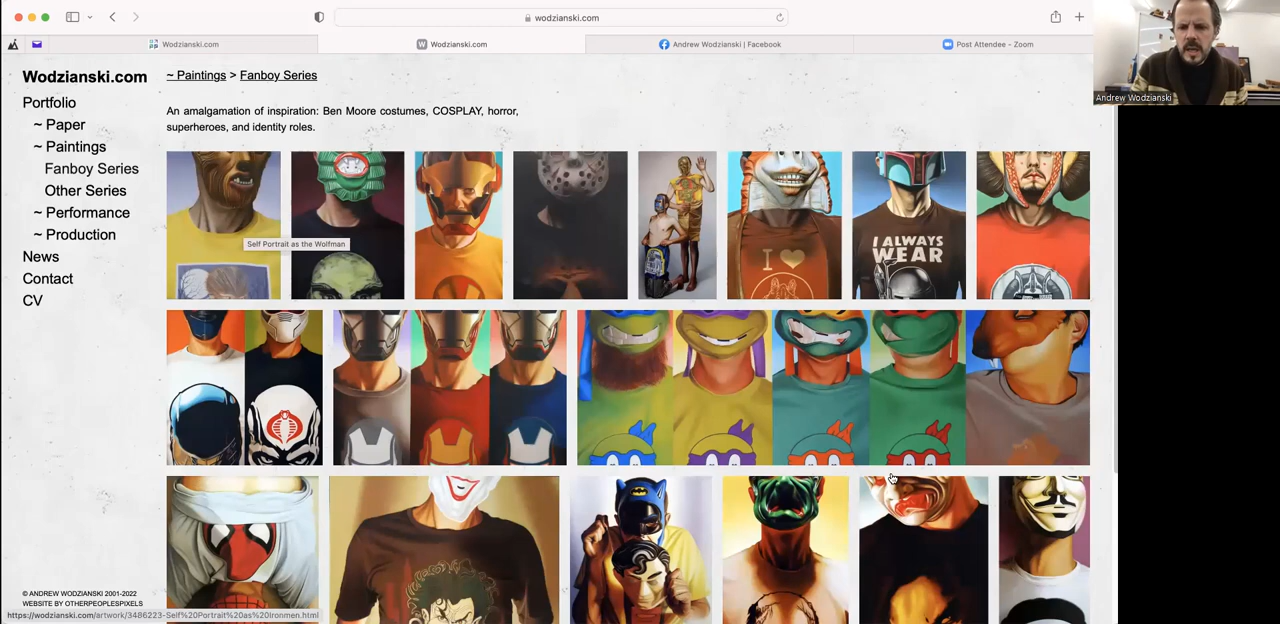 wodzianski.com
Wodzianski.com
Wodzianski.com
Andrew Wodzianski | Facebook
Post Attendee - Zoom
Andrew Wodzianski
Wodzianski.com
Portfolio
~ Paper
~ Paintings
Fanboy Series
Other Series
~ Performance
~ Production
News
Contact
CV
~ Paintings > Fanboy Series
An amalgamation of inspiration: Ben Moore costumes, COSPLAY, horror,
superheroes, and identity roles.
Self Portrait as the Wolfman
I
I ALWAYS
WEAR
© ANDREW WODZIANSKI 2001-2022
WEBSITE BY OTHERPEOPLESPIXELS
https://wodzianski.com/artwork/3486223-Self%20Portrait%20as%20Ironmen.html